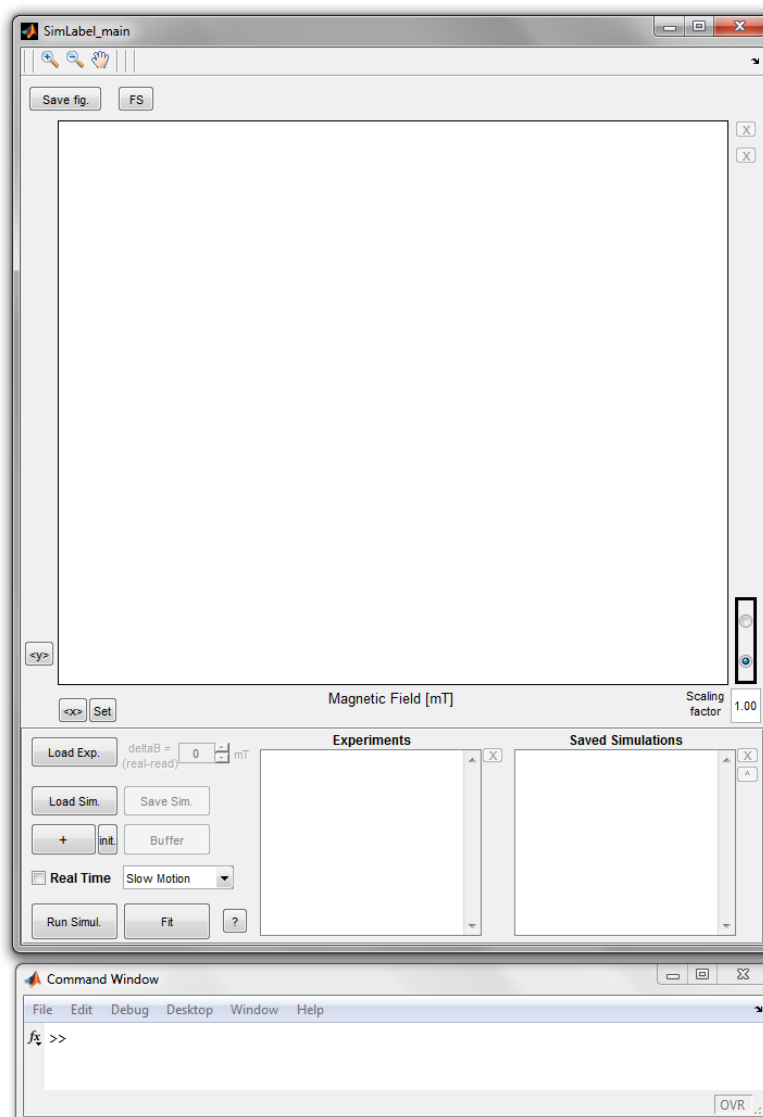 SimLabel_main
Save fig. FS
X
X
<y>
<x> Set Magnetic Field [mT] Scaling factor 1.00
Experiments Saved Simulations
Load Exp. deltaB = (real-read) 0 mT X X
^
Load Sim. Save Sim.
+ init. Buffer
Real Time Slow Motion
Run Simul. Fit ?
Command Window
File Edit Debug Desktop Window Help
fx >>
OVR